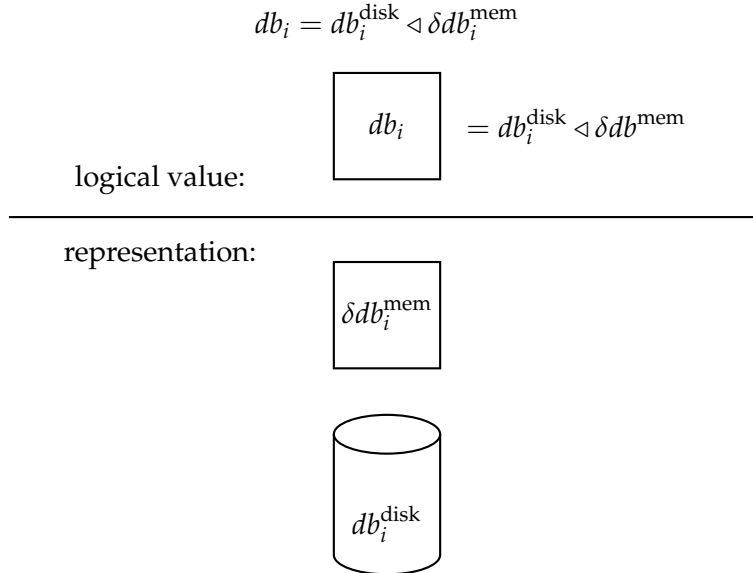 db_i = db_i^disk ◁ δdb_i^mem
db_i = db_i^disk ◁ δdb^mem
logical value:
representation:
δdb_i^mem
db_i^disk